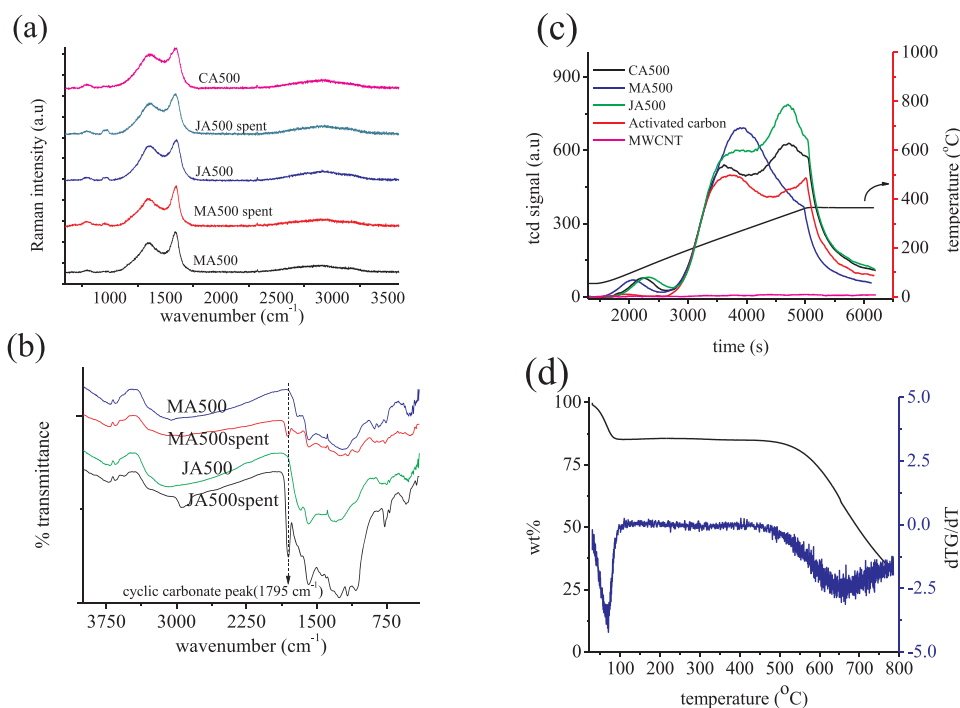 (a)
Raman intensity (a.u)
CA500
JA500 spent
JA500
MA500 spent
MA500
1000 1500 2000 2500 3000 3500
wavenumber (cm-1)
(b)
% transmittance
MA500
MA500spent
JA500
JA500spent
cyclic carbonate peak(1795 cm-1)
3750 3000 2250 1500 750
wavenumber (cm-1)
(c)
tcd signal (a.u)
900
600
300
0
CA500
MA500
JA500
Activated carbon
MWCNT
1000
800
600
400
200
0
temperature (oC)
2000 3000 4000 5000 6000
time (s)
(d)
wt%
100
75
50
25
0
5.0
2.5
0.0
-2.5
-5.0
dTG/dT
100 200 300 400 500 600 700 800
temperature (oC)